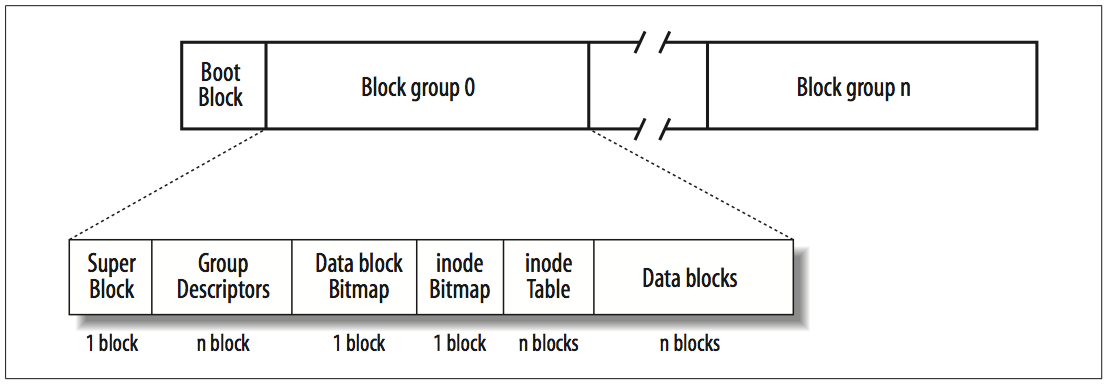 Boot
Block
Block group 0
Block group n
Super
Block
Group
Descriptors
Data block
Bitmap
inode
Bitmap
inode
Table
Data blocks
1 block
n block
1 block
1 block
n blocks
n blocks